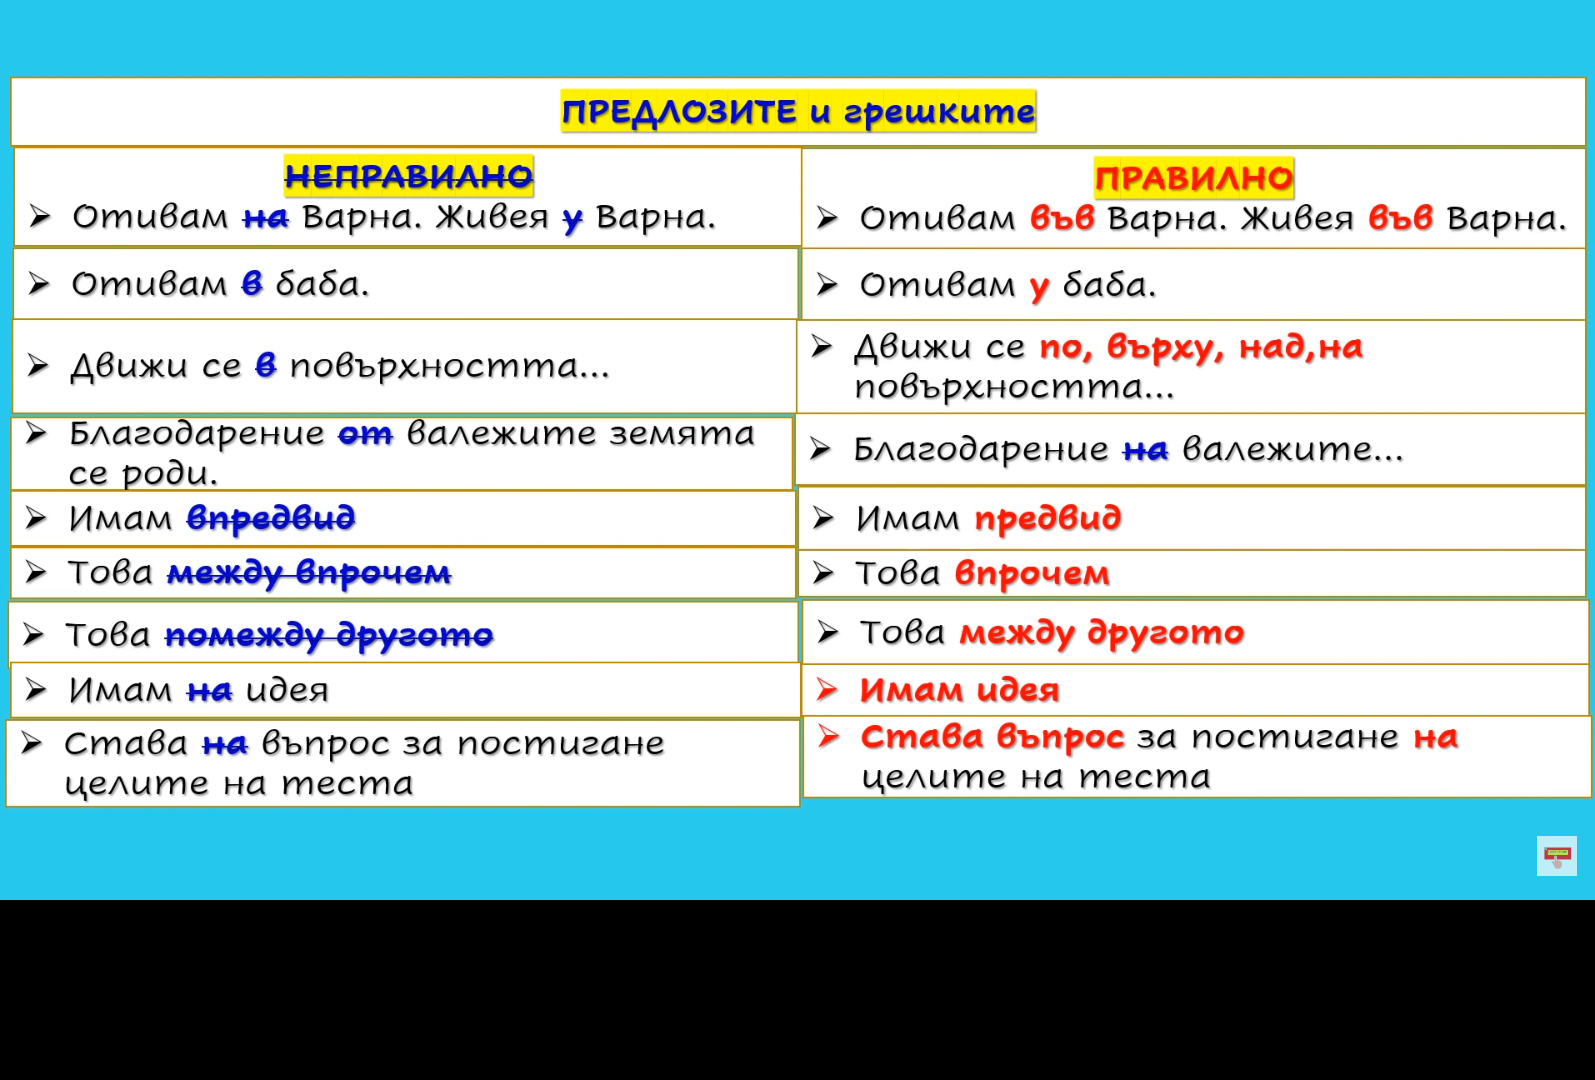 ПРЕДЛОЗИТЕ и грешките
НЕПРАВИЛНО
Отивам на Варна. Живея у Варна.
ПРАВИЛНО
Отивам във Варна. Живея във Варна.
Отивам в баба.
Отивам у баба.
Движи се в повърхността...
Движи се по, върху, над,на
повърхността...
Благодарение от валежите земята
се роди.
Благодарение на валежите...
Имам впредвид
Имам предвид
Това между впрочем
Това впрочем
Това помежду другото
Това между другото
Имам на идея
Имам идея
Става на въпрос за постигане
целите на теста
Става въпрос за постигане на
целите на теста